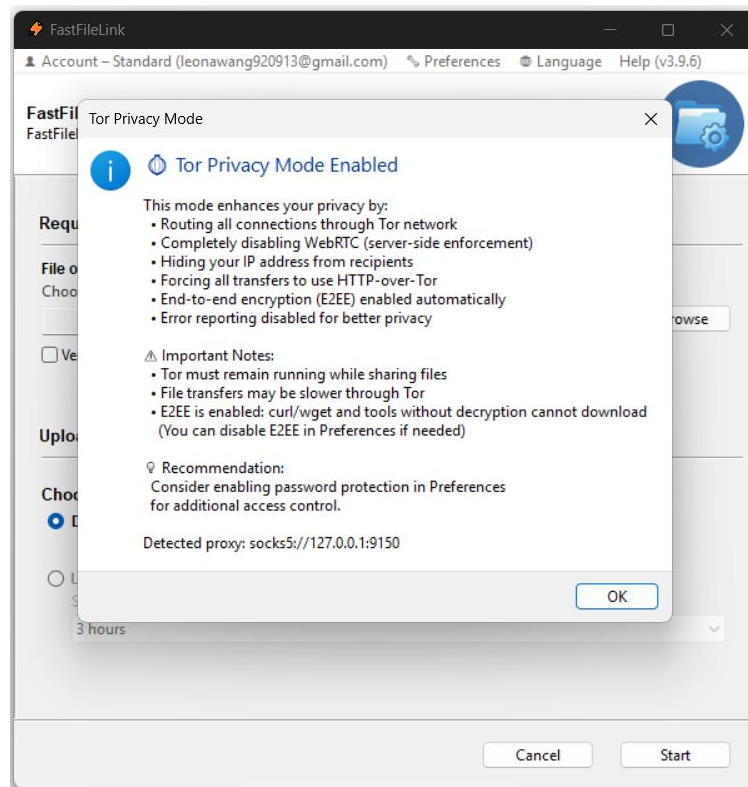 FastFileLink
Account – Standard (leonawang920913@gmail.com) Preferences Language Help (v3.9.6)
Tor Privacy Mode
Tor Privacy Mode Enabled
This mode enhances your privacy by:
• Routing all connections through Tor network
• Completely disabling WebRTC (server-side enforcement)
• Hiding your IP address from recipients
• Forcing all transfers to use HTTP-over-Tor
• End-to-end encryption (E2EE) enabled automatically
• Error reporting disabled for better privacy
⚠ Important Notes:
• Tor must remain running while sharing files
• File transfers may be slower through Tor
• E2EE is enabled: curl/wget and tools without decryption cannot download
(You can disable E2EE in Preferences if needed)
Recommendation:
Consider enabling password protection in Preferences
for additional access control.
Detected proxy: socks5://127.0.0.1:9150
OK
3 hours
Cancel Start